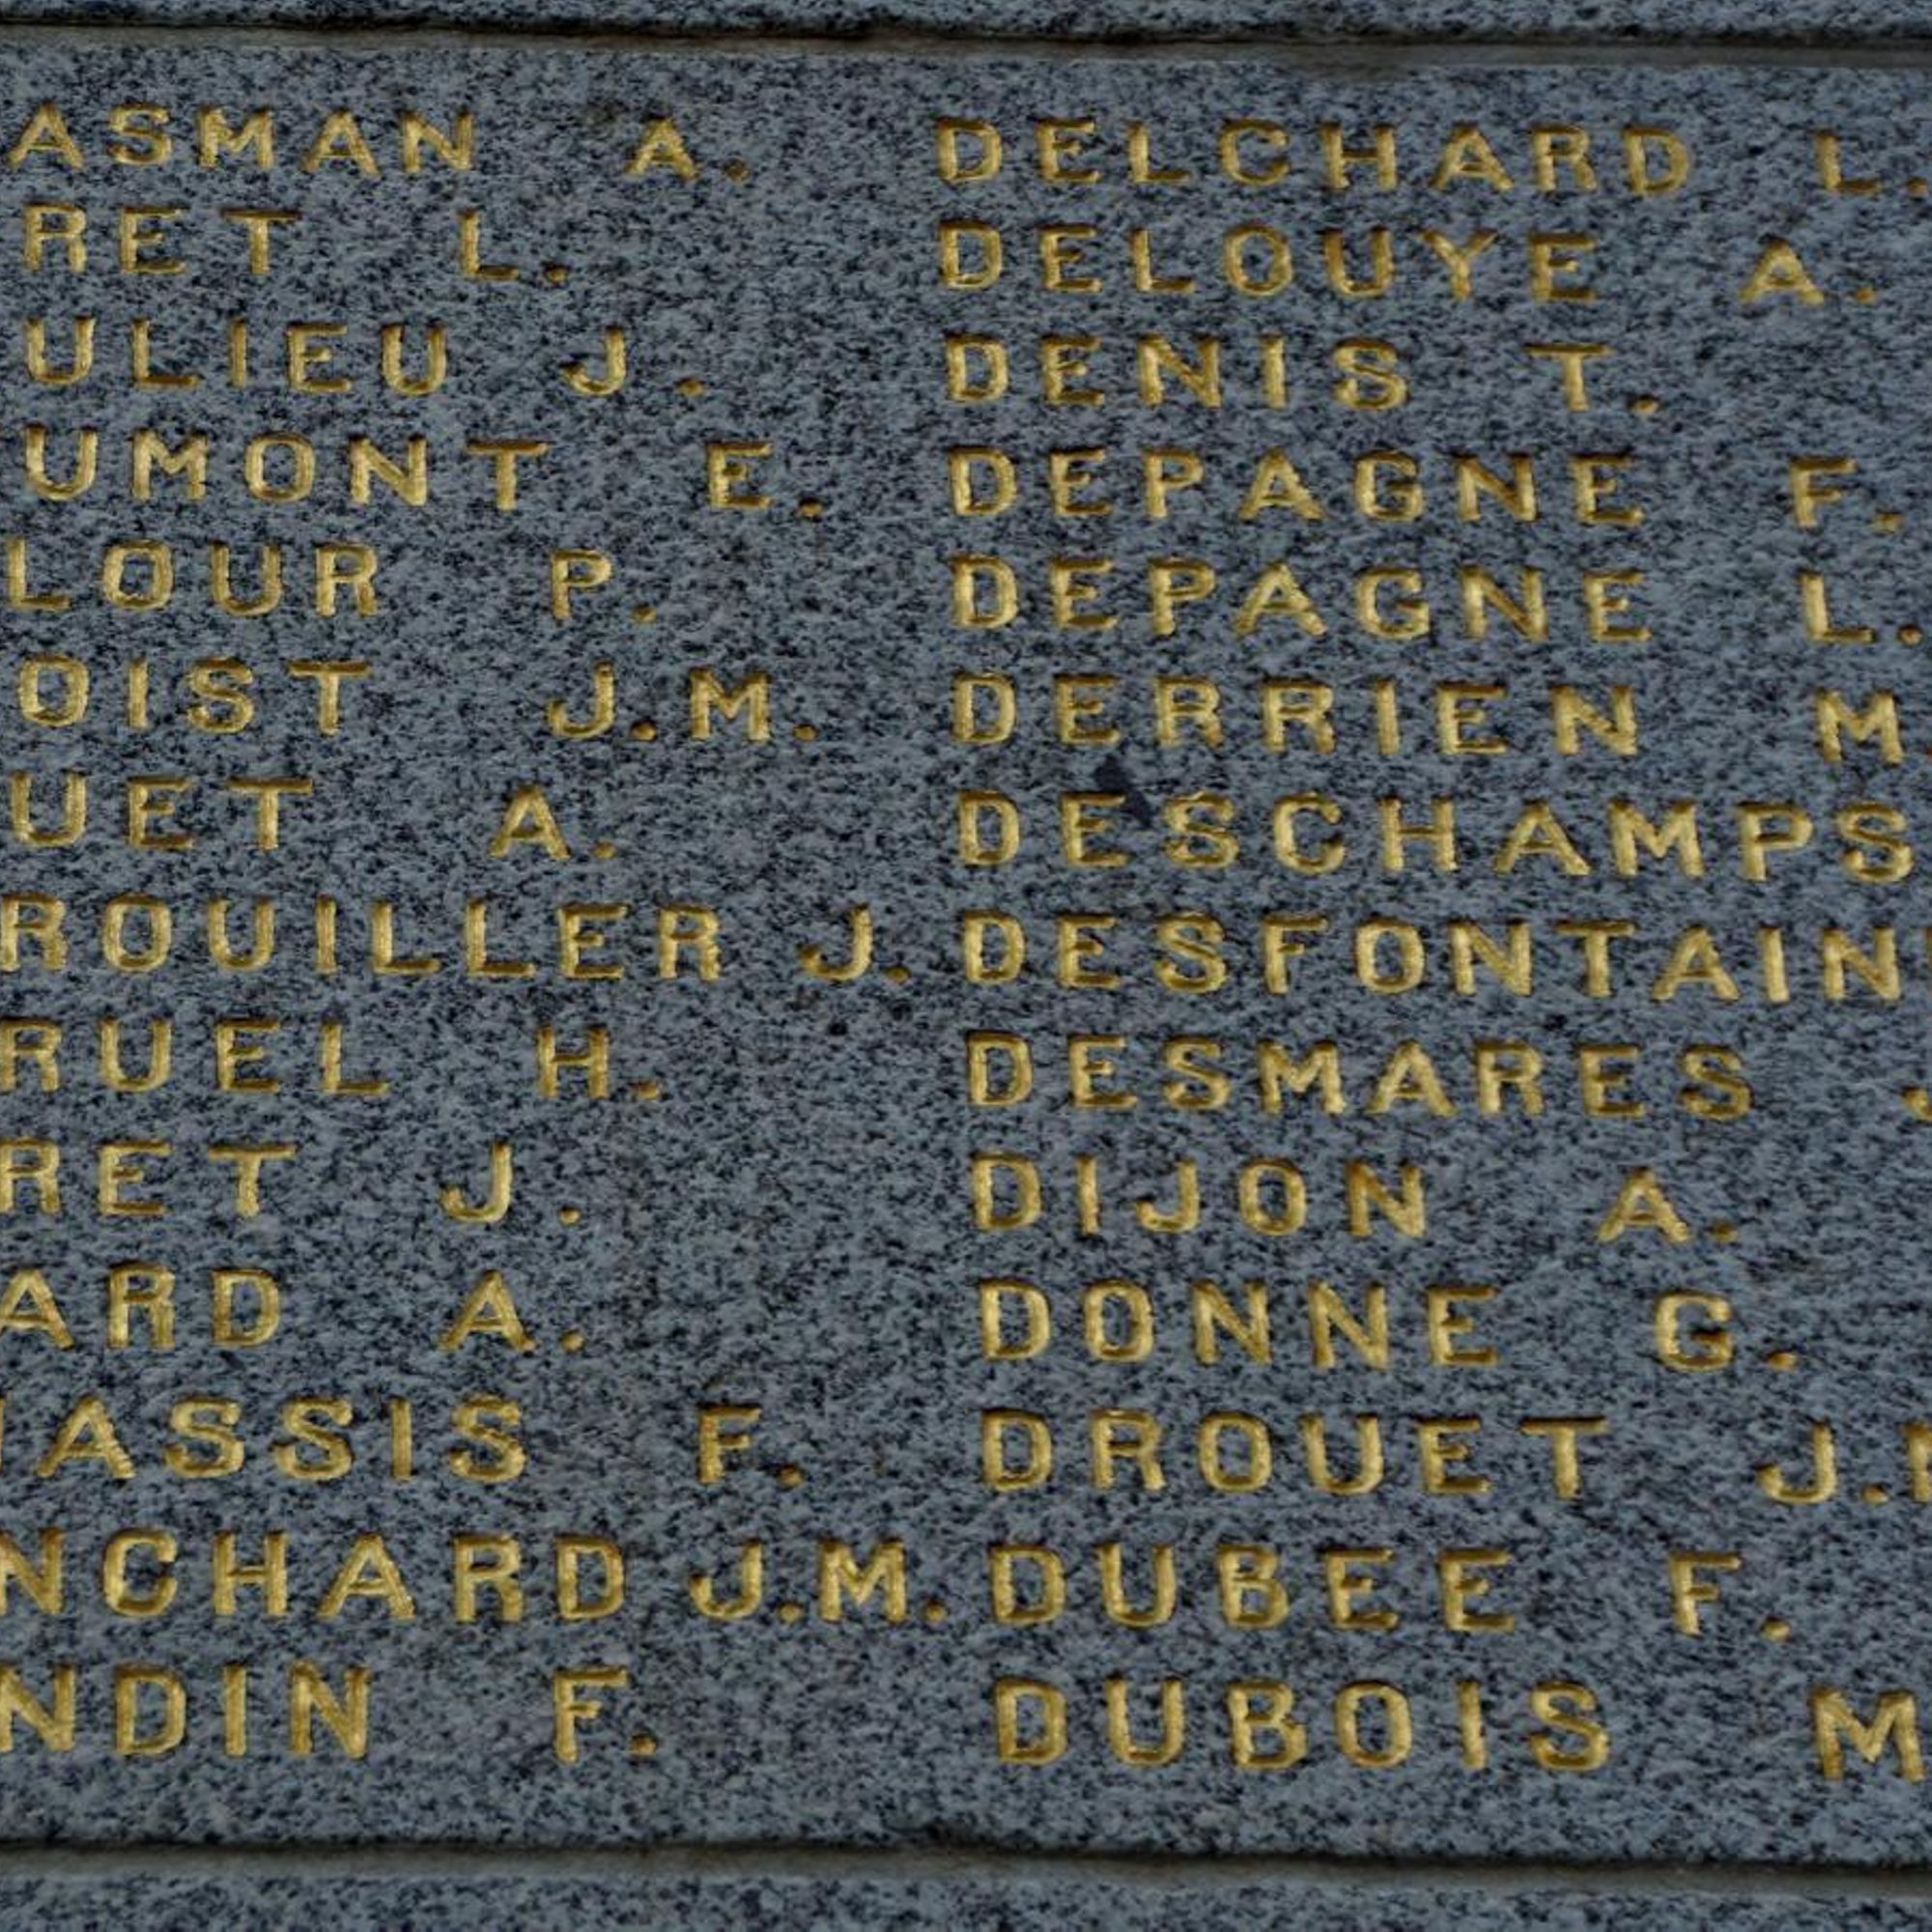 ASMAN A. DELCHARD L.
RET L. DELOUYE A.
ULIEU J. DENIS T.
UMONT E. DEPAGNE F.
LOUR P. DEPAGNE L.
OIST J.M. DERRIEN M
UET A. DESCHAMPS
ROUILLER J. DESFONTAIN
RUEL H. DESMARES J
RET J. DIJON A.
ARD A. DONNE G.
ASSIS F. DROUET J.
NCHARD J.M. DUBEE F.
NDIN F. DUBOIS M